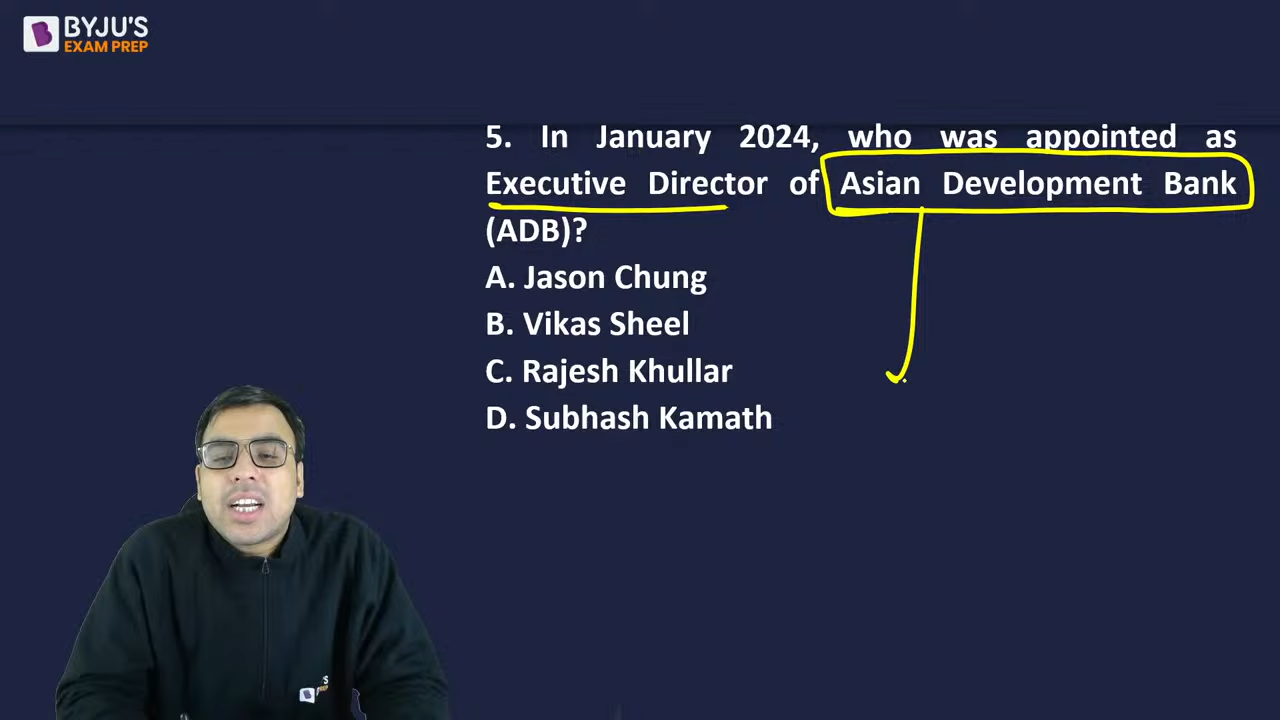 BYJU'S
EXAM PREP
5. In January 2024, who was appointed as
Executive Director of Asian Development Bank
(ADB)?
A. Jason Chung
B. Vikas Sheel
C. Rajesh Khullar
D. Subhash Kamath